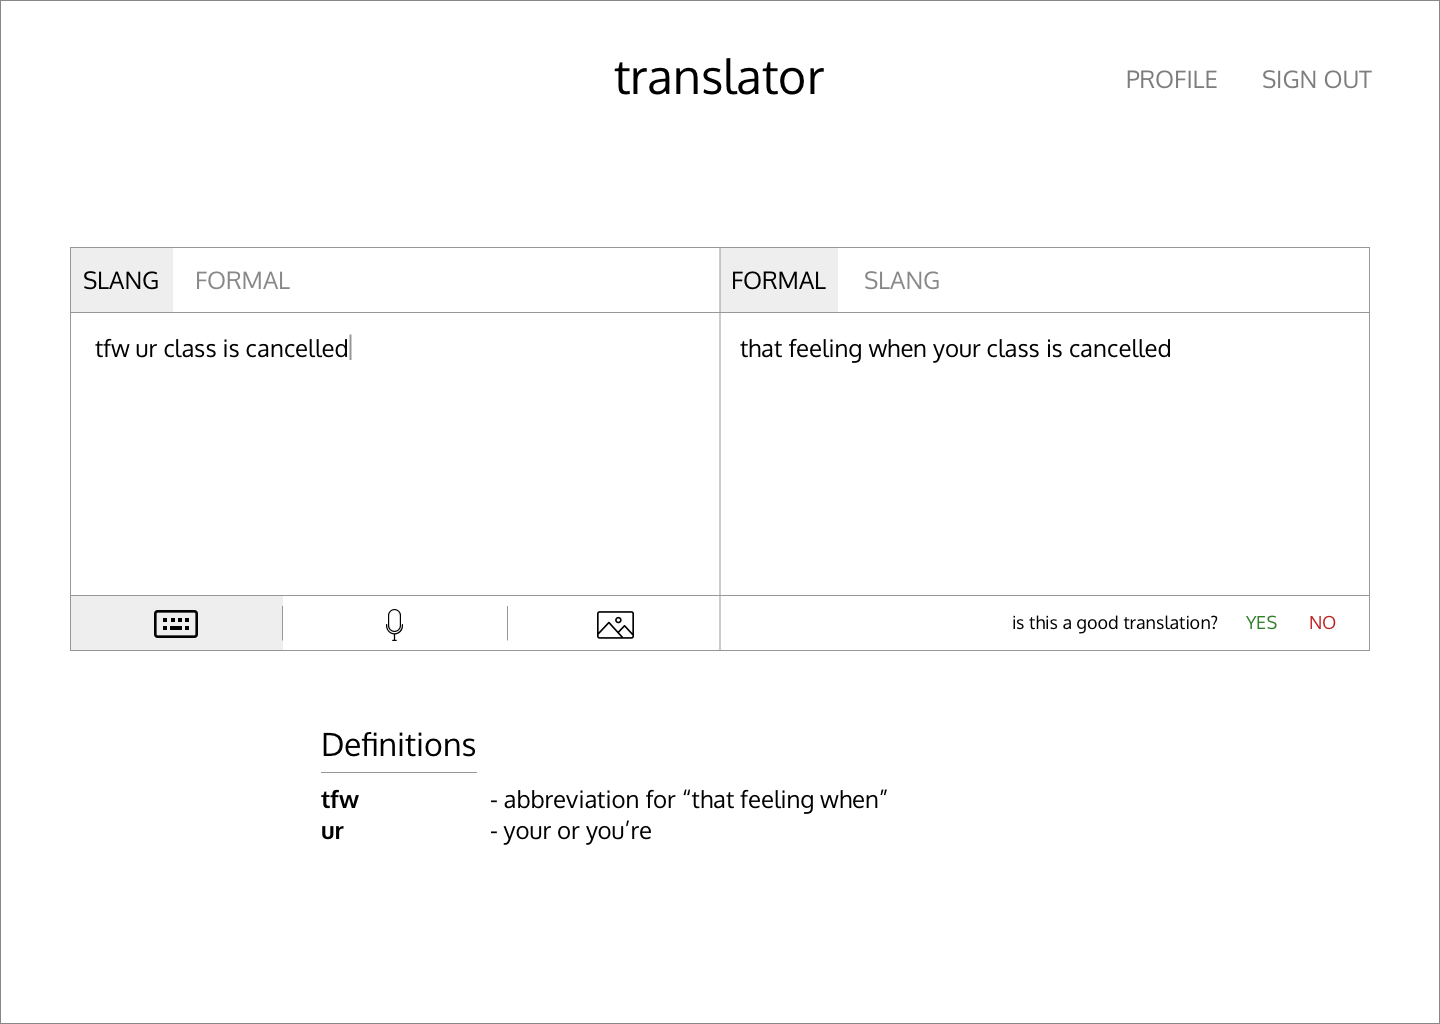 translator
PROFILE SIGN OUT
SLANG FORMAL
FORMAL SLANG
tfw ur class is cancelled
that feeling when your class is cancelled
is this a good translation? YES NO
Definitions
tfw - abbreviation for “that feeling when”
ur - your or you’re